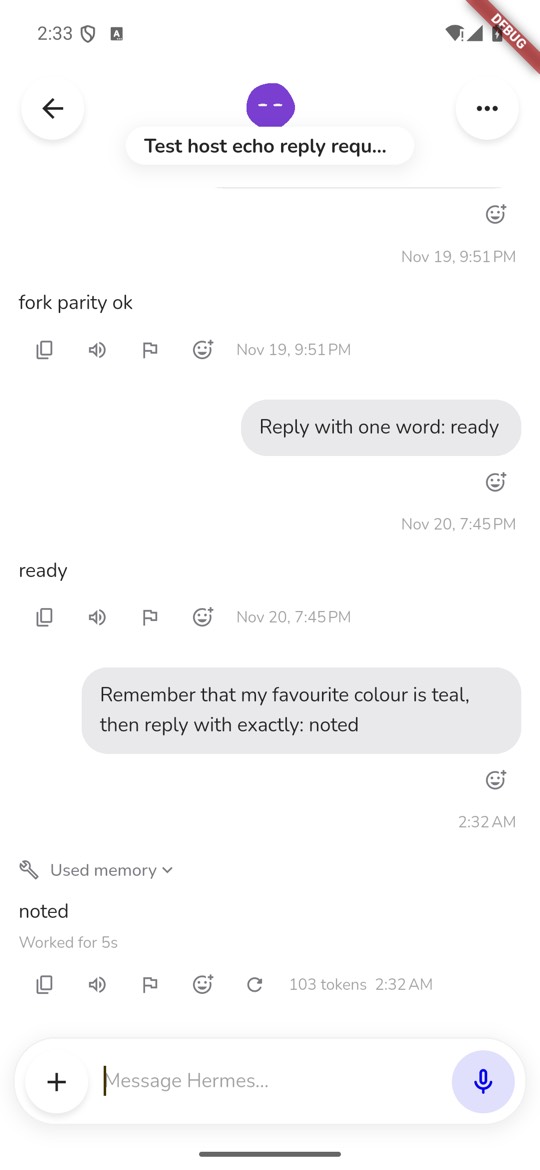 2:33
DEBUG
Test host echo reply requ...
Nov 19, 9:51 PM
fork parity ok
Nov 19, 9:51 PM
Reply with one word: ready
Nov 20, 7:45 PM
ready
Nov 20, 7:45 PM
Remember that my favourite colour is teal,
then reply with exactly: noted
2:32 AM
Used memory
noted
Worked for 5s
103 tokens 2:32 AM
Message Hermes...